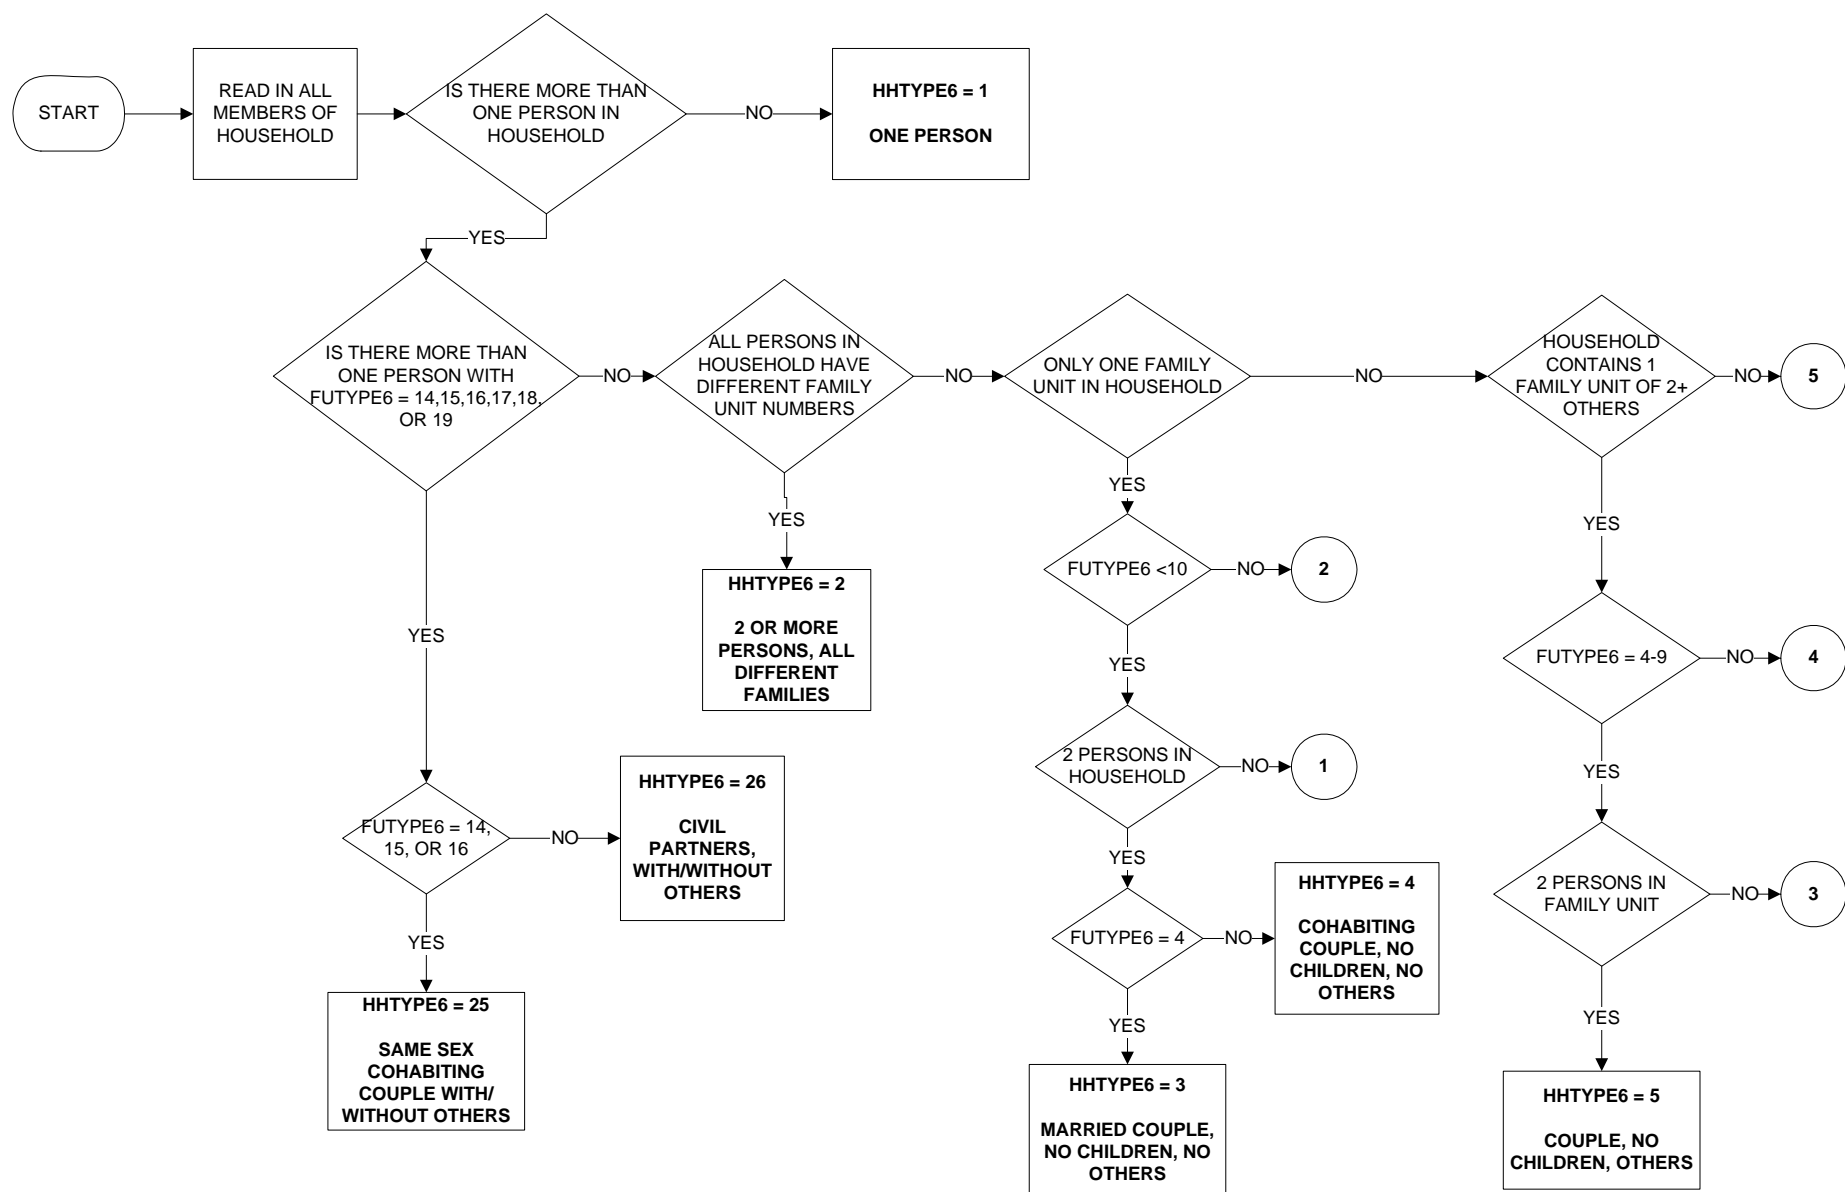 START
READ IN ALL
MEMBERS OF
HOUSEHOLD
IS THERE MORE THAN
ONE PERSON IN
HOUSEHOLD
NO
HHTYPE6 = 1
ONE PERSON
YES
IS THERE MORE THAN
ONE PERSON WITH
FUTYPE6 = 14,15,16,17,18,
OR 19
NO
ALL PERSONS IN
HOUSEHOLD HAVE
DIFFERENT FAMILY
UNIT NUMBERS
NO
ONLY ONE FAMILY
UNIT IN HOUSEHOLD
NO
HOUSEHOLD
CONTAINS 1
FAMILY UNIT OF 2+
OTHERS
NO
5
YES
YES
YES
YES
HHTYPE6 = 2
2 OR MORE
PERSONS, ALL
DIFFERENT
FAMILIES
FUTYPE6 <10
NO
2
YES
FUTYPE6 = 4-9
NO
4
YES
2 PERSONS IN
HOUSEHOLD
NO
1
YES
2 PERSONS IN
FAMILY UNIT
NO
3
YES
FUTYPE6 = 14,
15, OR 16
NO
HHTYPE6 = 26
CIVIL
PARTNERS,
WITH/WITHOUT
OTHERS
YES
HHTYPE6 = 25
SAME SEX
COHABITING
COUPLE WITH/
WITHOUT OTHERS
FUTYPE6 = 4
NO
HHTYPE6 = 4
COHABITING
COUPLE, NO
CHILDREN, NO
OTHERS
YES
HHTYPE6 = 3
MARRIED COUPLE,
NO CHILDREN, NO
OTHERS
HHTYPE6 = 5
COUPLE, NO
CHILDREN, OTHERS